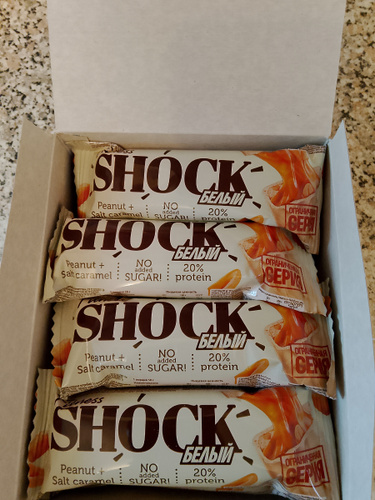 SHOCK
БЕЛЫЙ
Peanut + Salt caramel
NO added SUGAR!
20% protein
ОГРАНИЧЕННАЯ СЕРИЯ
SHOCK
БЕЛЫЙ
Peanut + Salt caramel
NO added SUGAR!
20% protein
ОГРАНИЧЕННАЯ СЕРИЯ
SHOCK
БЕЛЫЙ
Peanut + Salt caramel
NO added SUGAR!
20% protein
ОГРАНИЧЕННАЯ СЕРИЯ
SHOCK
БЕЛЫЙ
Peanut + Salt caramel
NO added SUGAR!
20% protein
ОГРАНИЧЕННАЯ СЕРИЯ